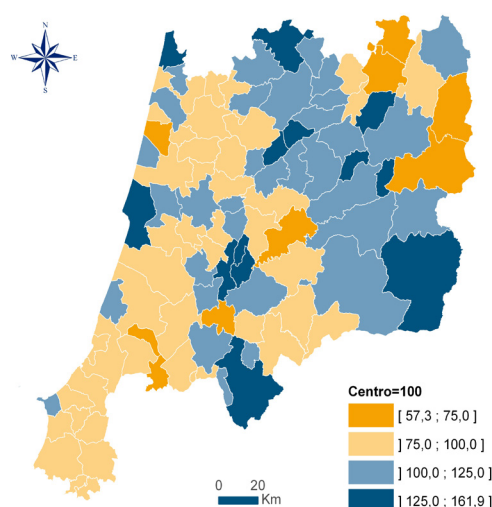 N
W E
S
Centro=100
[ 57,3 ; 75,0 ]
] 75,0 ; 100,0 ]
] 100,0 ; 125,0 ]
] 125,0 ; 161,9 ]
0 20
Km